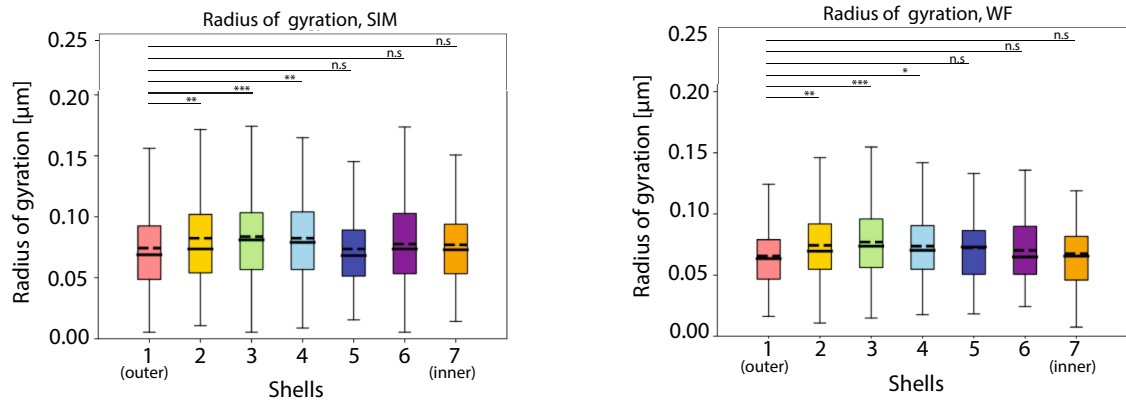 Radius of gyration, SIM
0.25
0.20
0.15
0.10
0.05
0.00
Radius of gyration [µm]
n.s
n.s
n.s
**
***
**
1 2 3 4 5 6 7
(outer) (inner)
Shells
Radius of gyration, WF
0.25
0.20
0.15
0.10
0.05
0.00
Radius of gyration [µm]
n.s
n.s
n.s
*
***
**
1 2 3 4 5 6 7
(outer) (inner)
Shells